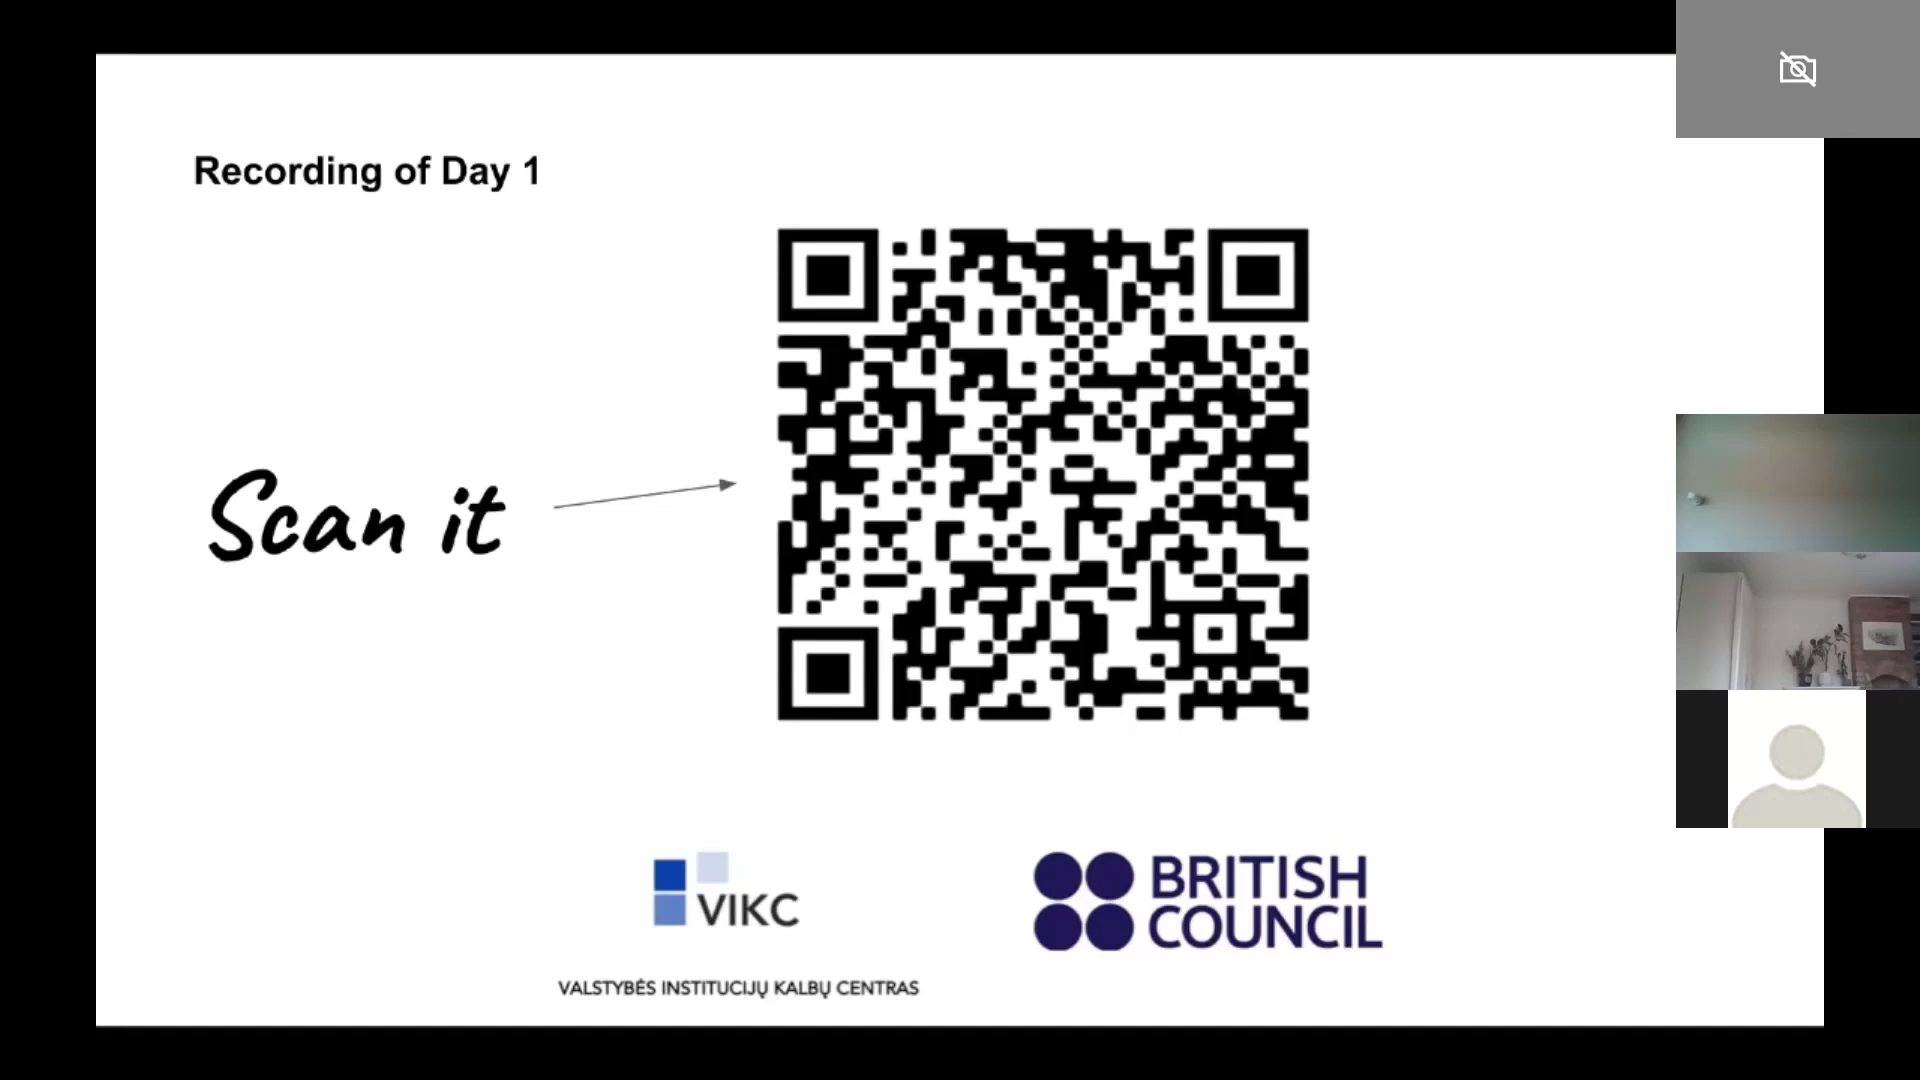 Recording of Day 1
Scan it
VIKC
VALSTYBĖS INSTITUCIJŲ KALBŲ CENTRAS
BRITISH
COUNCIL